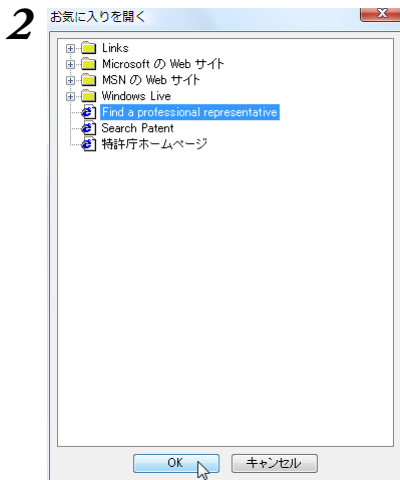 2
お気に入りを開く
Links
Microsoft の Web サイト
MSN の Web サイト
Windows Live
Find a professional representative
Search Patent
特許庁ホームページ
OK
キャンセル